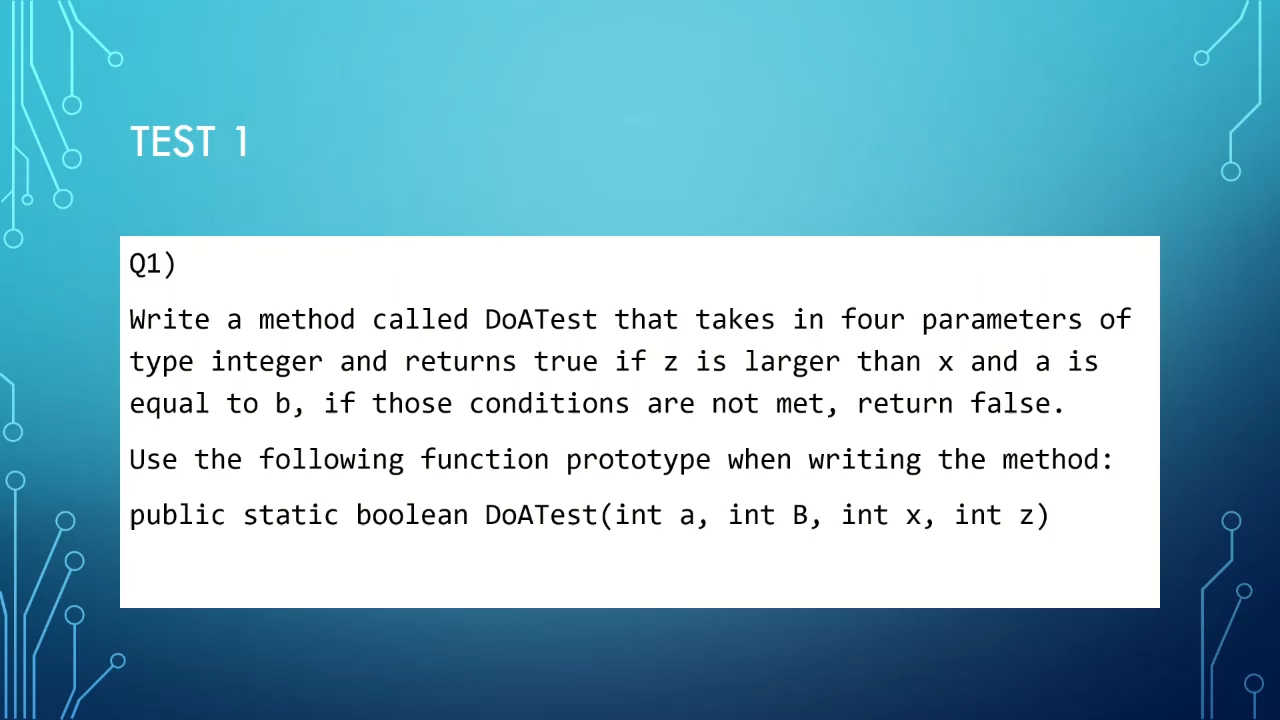 TEST 1
Q1)
Write a method called DoATest that takes in four parameters of
type integer and returns true if z is larger than x and a is
equal to b, if those conditions are not met, return false.
Use the following function prototype when writing the method:
public static boolean DoATest(int a, int B, int x, int z)